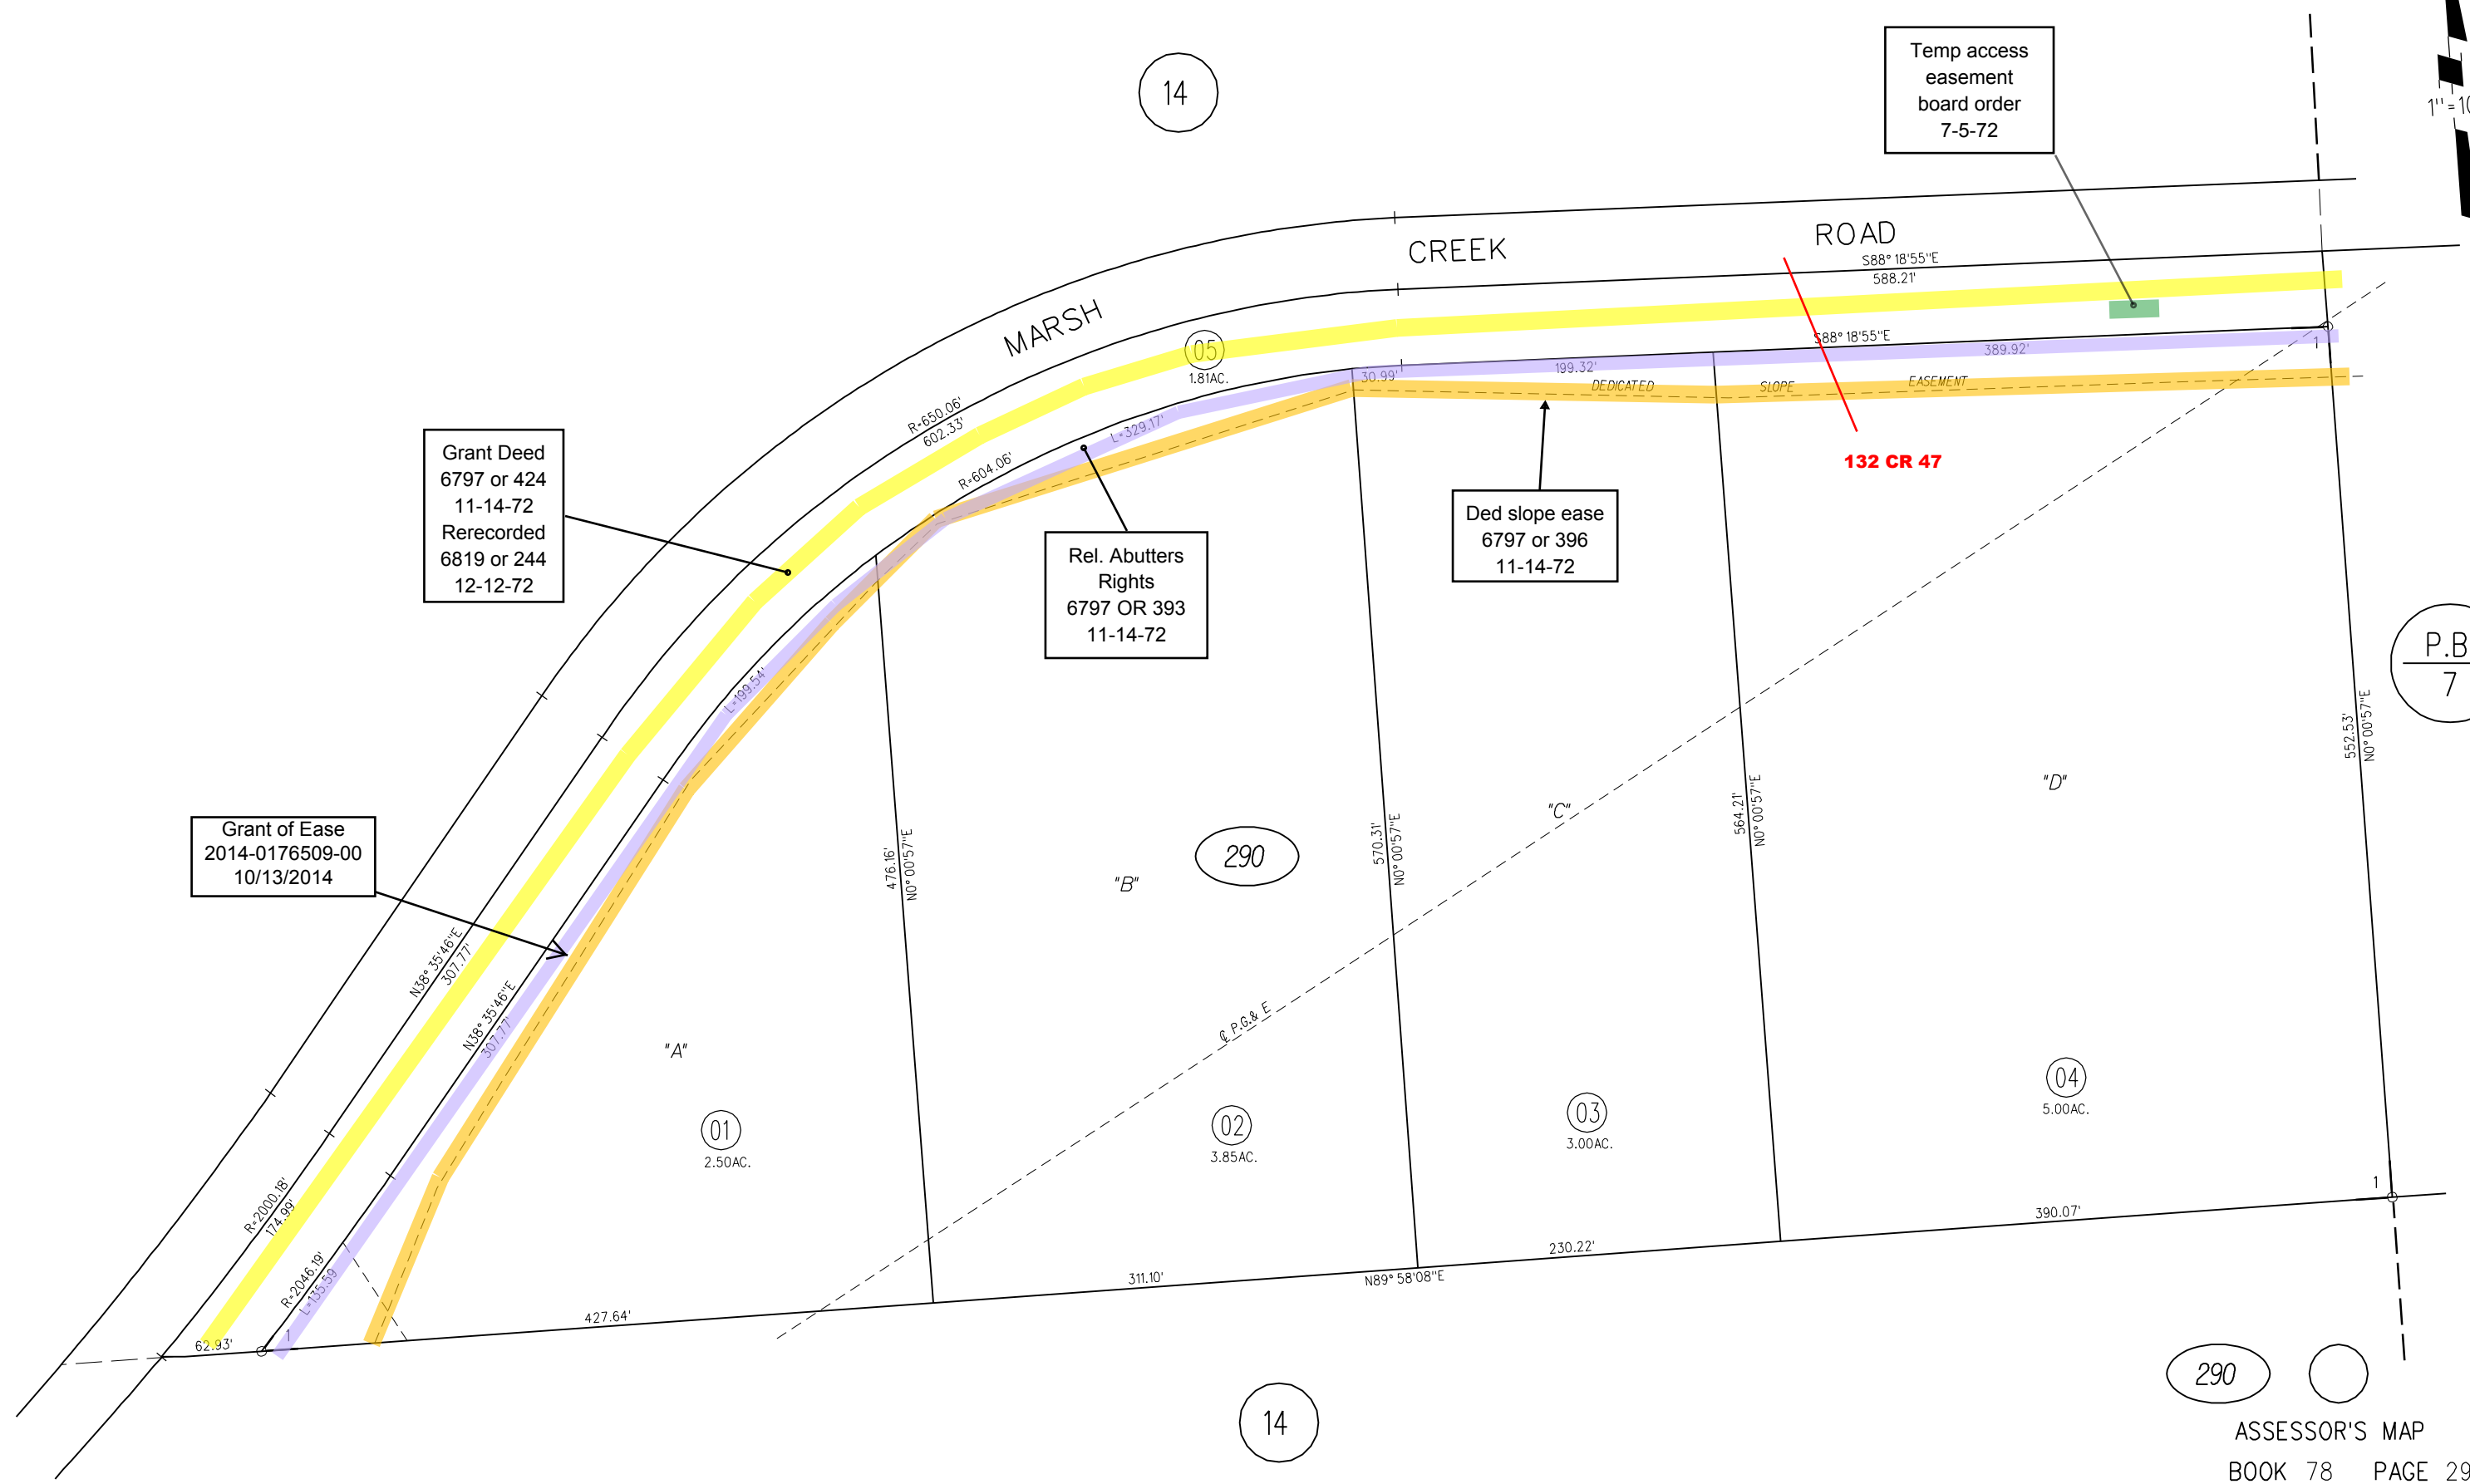 14
Temp access
easement
board order
7-5-72
1"=10
MARSH CREEK ROAD
S88° 18'55"E
588.21'
S88° 18'55"E
389.92'
1
05
1.81AC.
30.99'
199.32'
DEDICATED SLOPE EASEMENT
R=650.06'
602.33'
L=329.17'
R=604.06'
132 CR 47
Grant Deed
6797 or 424
11-14-72
Rerecorded
6819 or 244
12-12-72
Rel. Abutters
Rights
6797 OR 393
11-14-72
Ded slope ease
6797 or 396
11-14-72
L=199.54'
P.B
7
552.53'
N0° 00'57"E
"D"
"C"
564.21'
N0° 00'57"E
570.31'
N0° 00'57"E
476.16'
N0° 00'57"E
290
"B"
Grant of Ease
2014-0176509-00
10/13/2014
N38° 35'46"E
307.77'
N38° 35'46"E
307.77'
"A"
℄ P.G.& E
01
2.50AC.
02
3.85AC.
03
3.00AC.
04
5.00AC.
R=2000.18'
174.99'
R=2046.19'
L=135.59
1
62.93'
427.64'
311.10'
N89° 58'08"E
230.22'
390.07'
1
14
290
ASSESSOR'S MAP
BOOK 78 PAGE 29